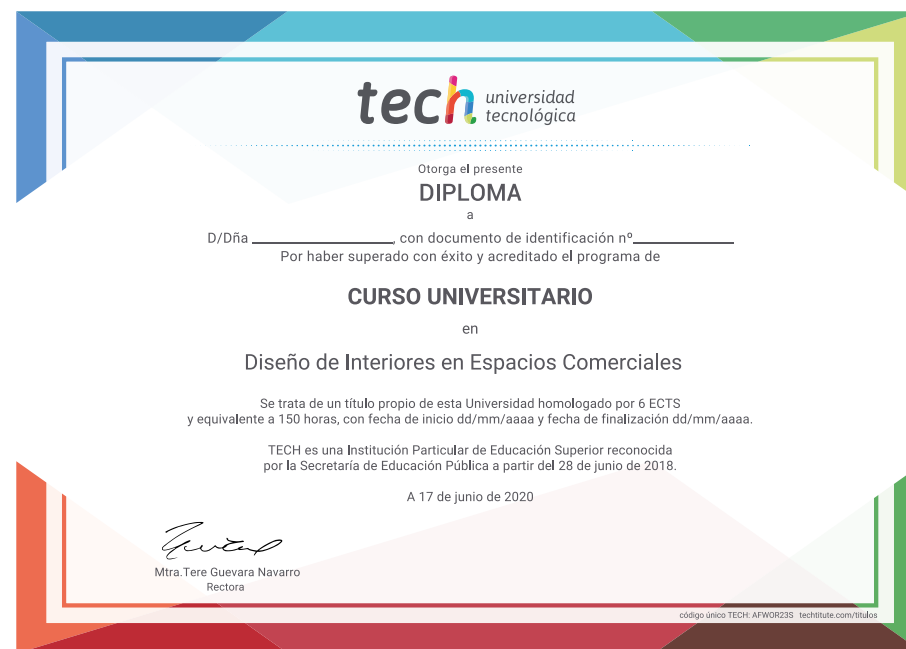 tech universidad
tecnológica
Otorga el presente
DIPLOMA
a
D/Dña ____________________, con documento de identificación nº______________
Por haber superado con éxito y acreditado el programa de
CURSO UNIVERSITARIO
en
Diseño de Interiores en Espacios Comerciales
Se trata de un título propio de esta Universidad homologado por 6 ECTS
y equivalente a 150 horas, con fecha de inicio dd/mm/aaaa y fecha de finalización dd/mm/aaaa.
TECH es una Institución Particular de Educación Superior reconocida
por la Secretaría de Educación Pública a partir del 28 de junio de 2018.
A 17 de junio de 2020
Mtra.Tere Guevara Navarro
Rectora
código único TECH: AFWOR23S techtitute.com/titulos